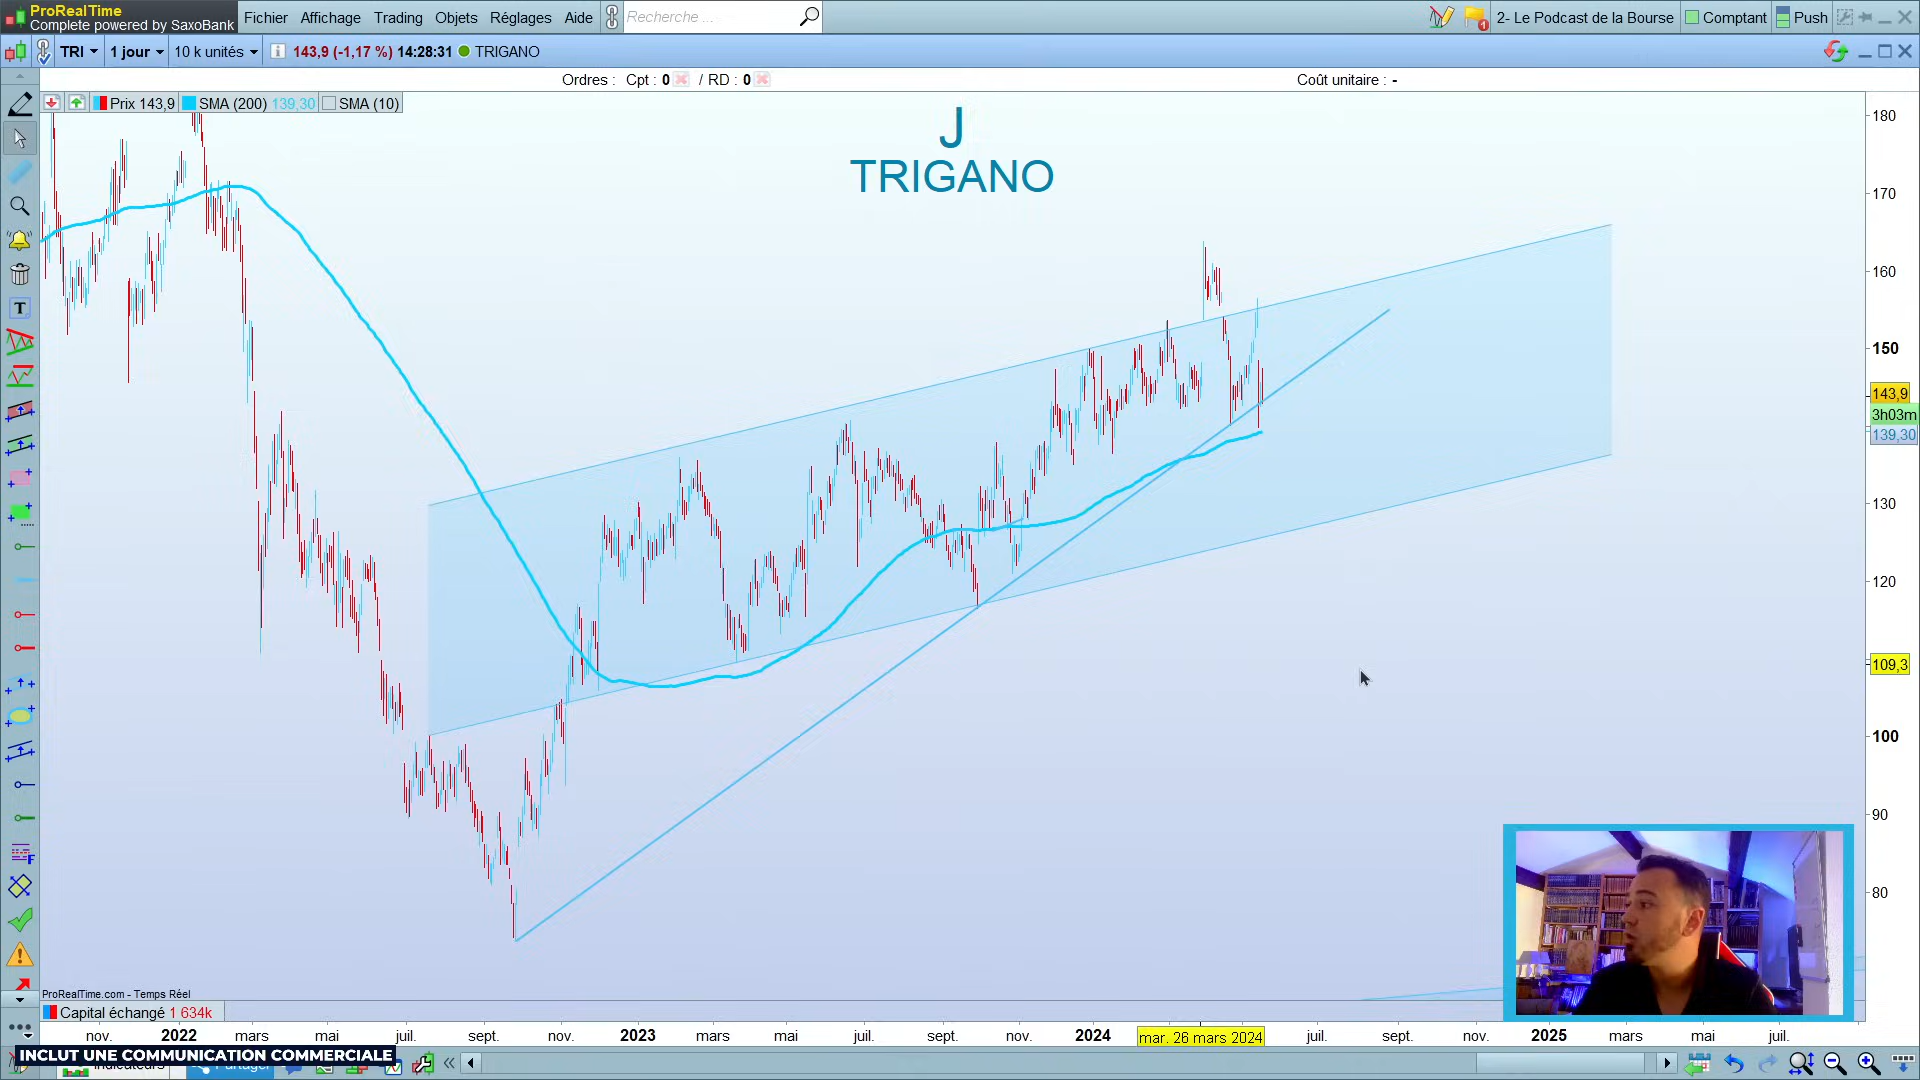 ProRealTime
Complete powered by SaxoBank
Fichier Affichage Trading Objets Réglages Aide
Recherche ...
2- Le Podcast de la Bourse
Comptant
Push
TRI
1 jour
10 k unités
143,9 (-1,17 %) 14:28:31
TRIGANO
Ordres : Cpt : 0 / RD : 0
Coût unitaire : -
Prix 143,9
SMA (200) 139,30
SMA (10)
J
TRIGANO
180
170
160
150
143,9
3h03m
139,30
130
120
109,3
100
90
80
ProRealTime.com - Temps Réel
Capital échangé 1 634k
nov. 2022 mars mai juil. sept. nov. 2023 mars mai juil. sept. nov. 2024 mar. 26 mars 2024 juil. sept. nov. 2025 mars mai juil.
INCLUT UNE COMMUNICATION COMMERCIALE
Indicateurs
Partager